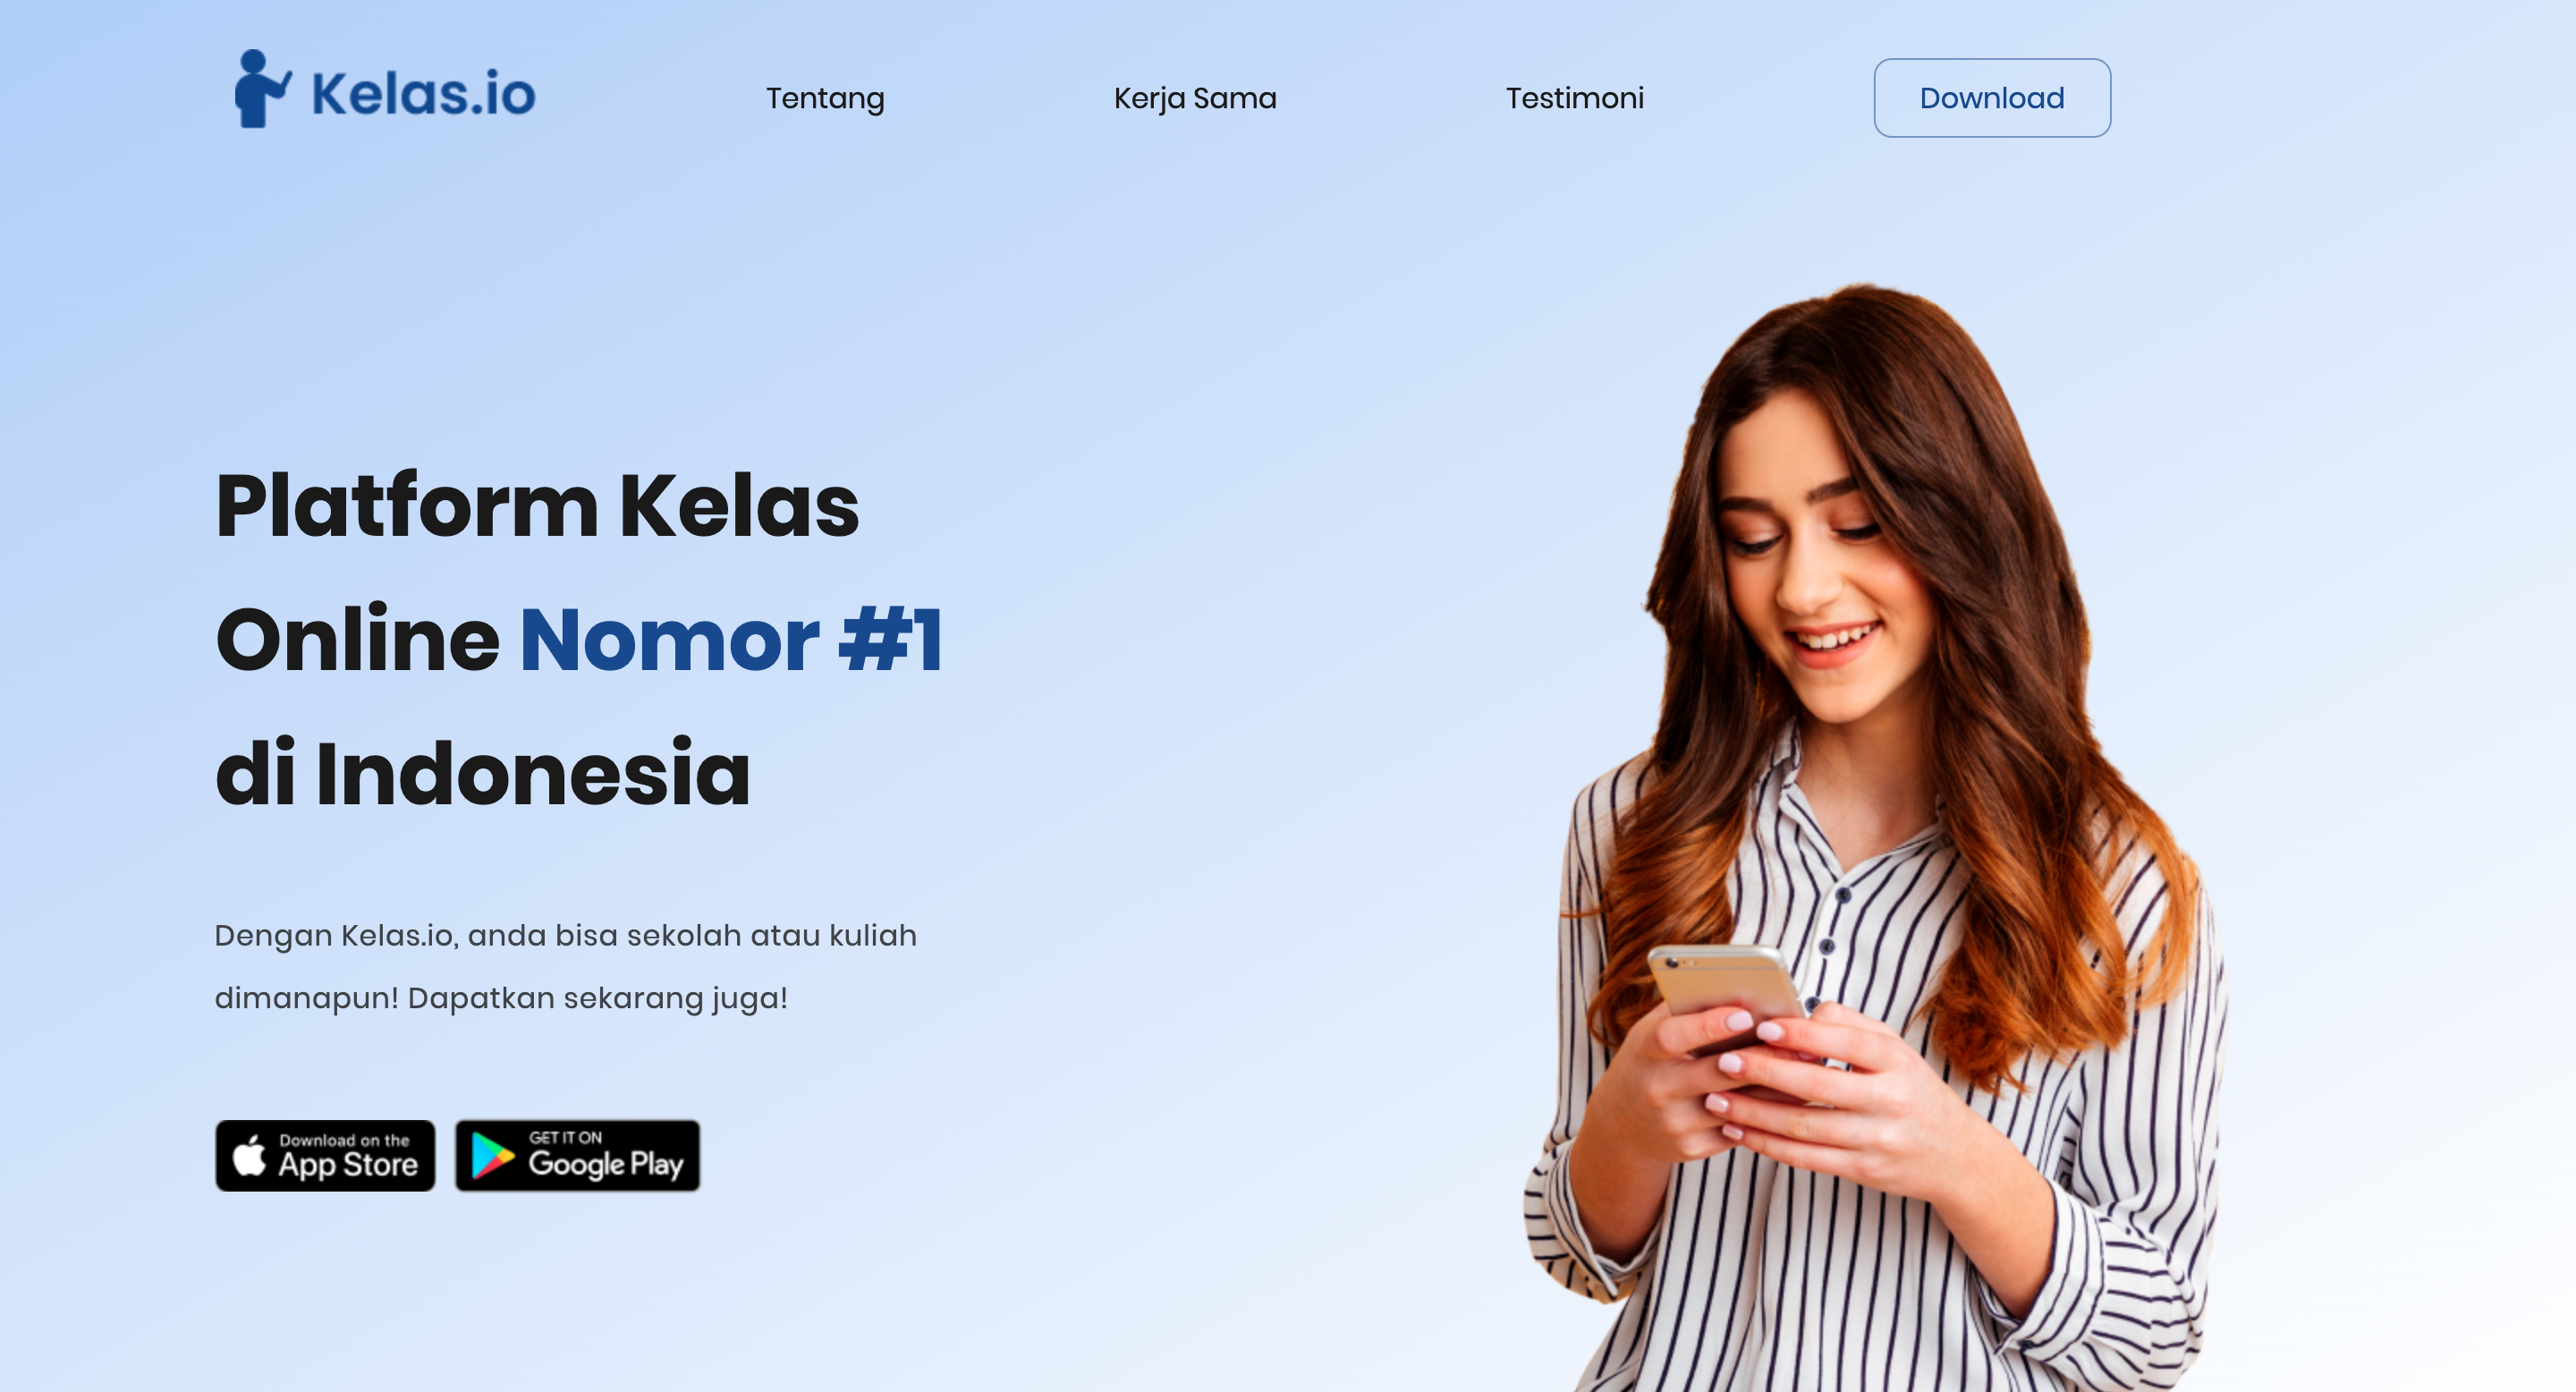 Kelas.io
Tentang
Kerja Sama
Testimoni
Download
Platform Kelas
Online Nomor #1
di Indonesia
Dengan Kelas.io, anda bisa sekolah atau kuliah
dimanapun! Dapatkan sekarang juga!
Download on the
App Store
GET IT ON
Google Play